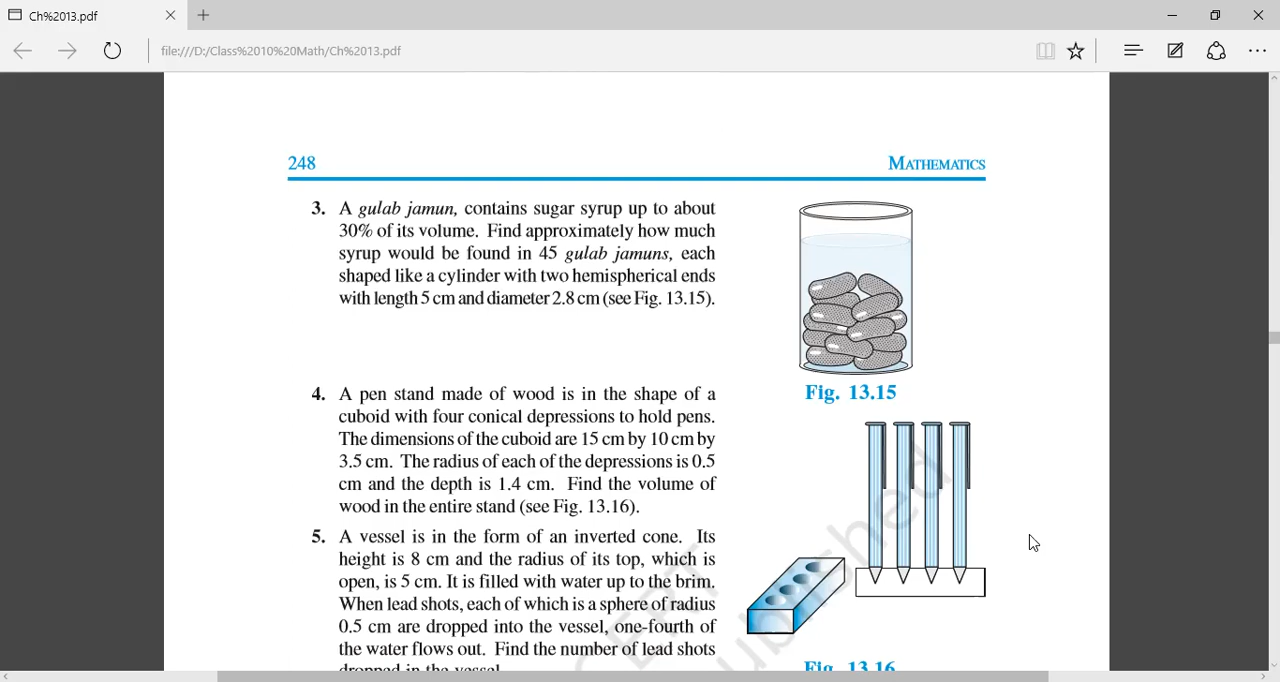 Ch%2013.pdf
file:///D:/Class%2010%20Math/Ch%2013.pdf
248
MATHEMATICS
3. A gulab jamun, contains sugar syrup up to about
30% of its volume. Find approximately how much
syrup would be found in 45 gulab jamuns, each
shaped like a cylinder with two hemispherical ends
with length 5 cm and diameter 2.8 cm (see Fig. 13.15).
Fig. 13.15
4. A pen stand made of wood is in the shape of a
cuboid with four conical depressions to hold pens.
The dimensions of the cuboid are 15 cm by 10 cm by
3.5 cm. The radius of each of the depressions is 0.5
cm and the depth is 1.4 cm. Find the volume of
wood in the entire stand (see Fig. 13.16).
5. A vessel is in the form of an inverted cone. Its
height is 8 cm and the radius of its top, which is
open, is 5 cm. It is filled with water up to the brim.
When lead shots, each of which is a sphere of radius
0.5 cm are dropped into the vessel, one-fourth of
the water flows out. Find the number of lead shots
dropped in the vessel.
Fig. 13.16